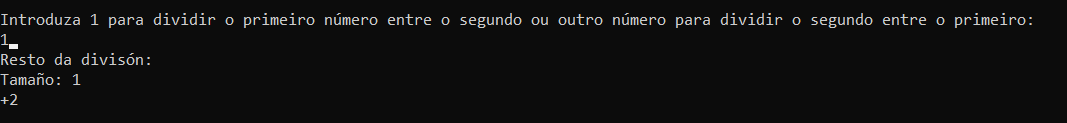 Introduza 1 para dividir o primeiro número entre o segundo ou outro número para dividir o segundo entre o primeiro:
1
Resto da divisón:
Tamaño: 1
+2